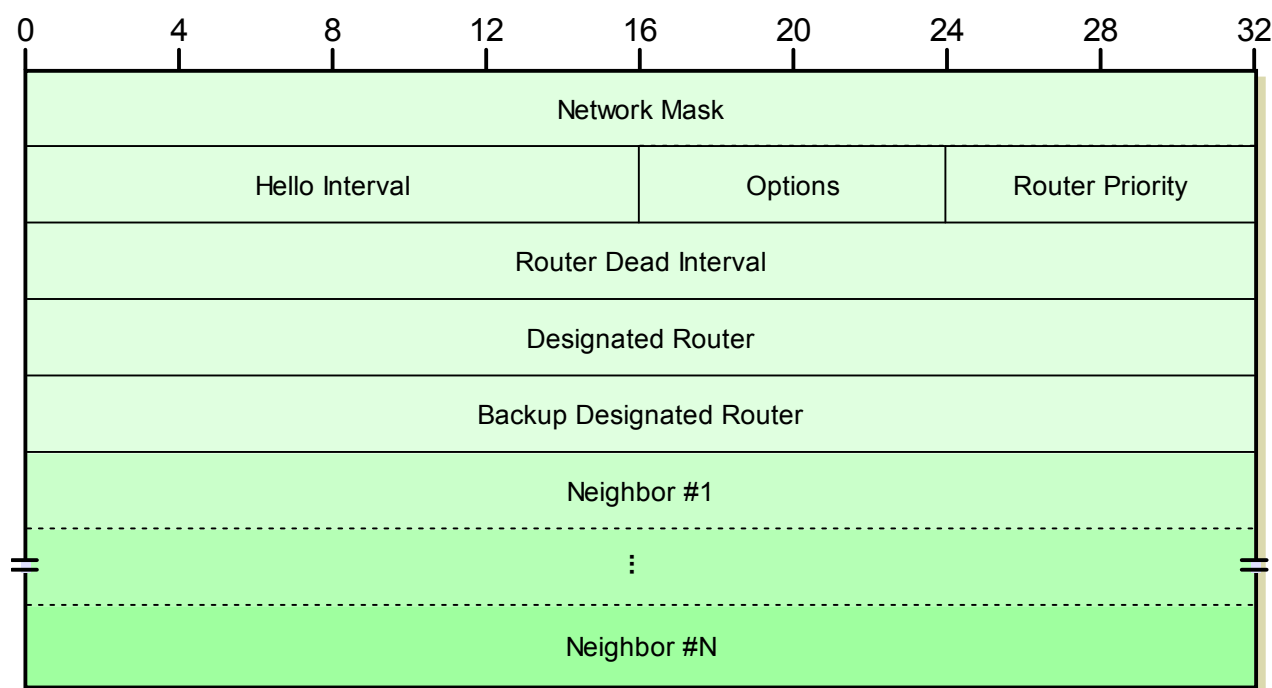 0 4 8 12 16 20 24 28 32
Network Mask
Hello Interval Options Router Priority
Router Dead Interval
Designated Router
Backup Designated Router
Neighbor #1
...
Neighbor #N